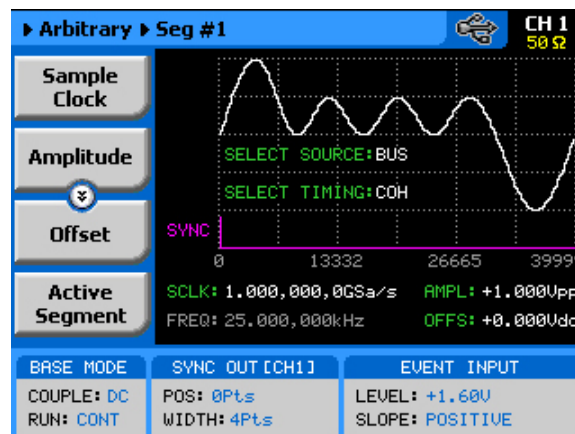 ▶ Arbitrary ▶ Seg #1
CH 1
50 Ω
Sample
Clock
Amplitude
Offset
Active
Segment
SELECT SOURCE:BUS
SELECT TIMING:COH
SYNC
0 13332 26665 3999
SCLK: 1.000,000,0GSa/s AMPL: +1.000Vpp
FREQ: 25.000,000kHz OFFS: +0.000Vdc
BASE MODE
COUPLE: DC
RUN: CONT
SYNC OUT [CH1]
POS: 0Pts
WIDTH: 4Pts
EVENT INPUT
LEVEL: +1.60V
SLOPE: POSITIVE